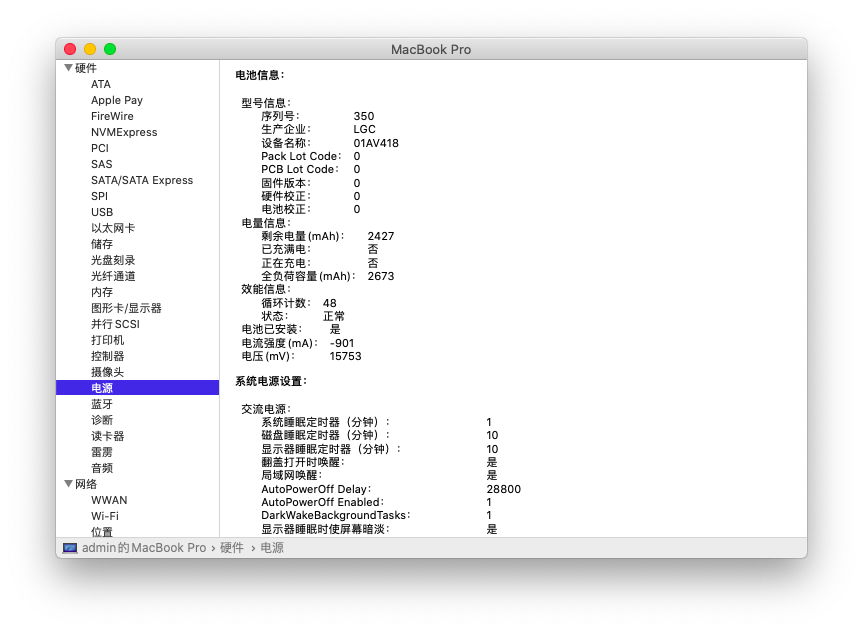 MacBook Pro
硬件
ATA
Apple Pay
FireWire
NVMExpress
PCI
SAS
SATA/SATA Express
SPI
USB
以太网卡
储存
光盘刻录
光纤通道
内存
图形卡/显示器
并行SCSI
打印机
控制器
摄像头
电源
蓝牙
诊断
读卡器
雷雳
音频
网络
WWAN
Wi-Fi
位置
电池信息：
型号信息：
序列号： 350
生产企业： LGC
设备名称： 01AV418
Pack Lot Code： 0
PCB Lot Code： 0
固件版本： 0
硬件校正： 0
电池校正： 0
电量信息：
剩余电量(mAh)： 2427
已充满电： 否
正在充电： 否
全负荷容量(mAh)： 2673
效能信息：
循环计数： 48
状态： 正常
电池已安装： 是
电流强度(mA)： -901
电压(mV)： 15753
系统电源设置：
交流电源：
系统睡眠定时器（分钟）： 1
磁盘睡眠定时器（分钟）： 10
显示器睡眠定时器（分钟）： 10
翻盖打开时唤醒： 是
局域网唤醒： 是
AutoPowerOff Delay： 28800
AutoPowerOff Enabled： 1
DarkWakeBackgroundTasks： 1
显示器睡眠时使屏幕暗淡： 是
admin的MacBook Pro › 硬件 › 电源